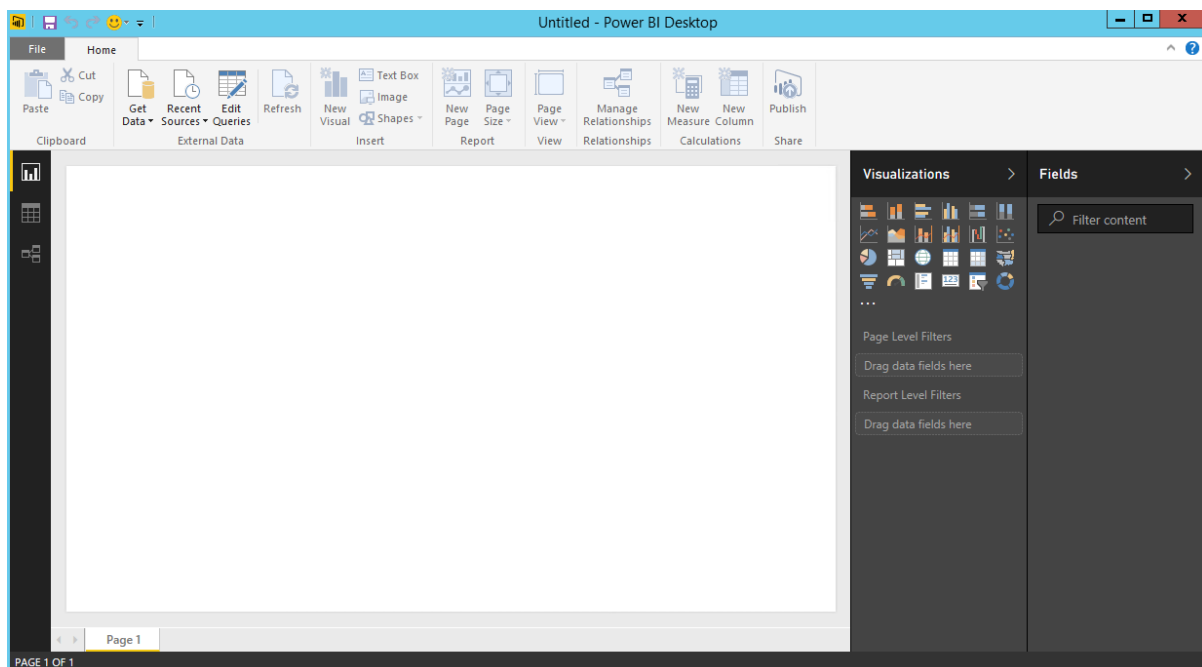 Untitled - Power BI Desktop
File Home
Cut
Copy
Paste
Clipboard
Get Data
Recent Sources
Edit Queries
Refresh
External Data
New Visual
Text Box
Image
Shapes
Insert
New Page
Page Size
Report
Page View
View
Manage Relationships
Relationships
New Measure
New Column
Calculations
Publish
Share
Visualizations
Fields
Filter content
123
Page Level Filters
Drag data fields here
Report Level Filters
Drag data fields here
Page 1
PAGE 1 OF 1